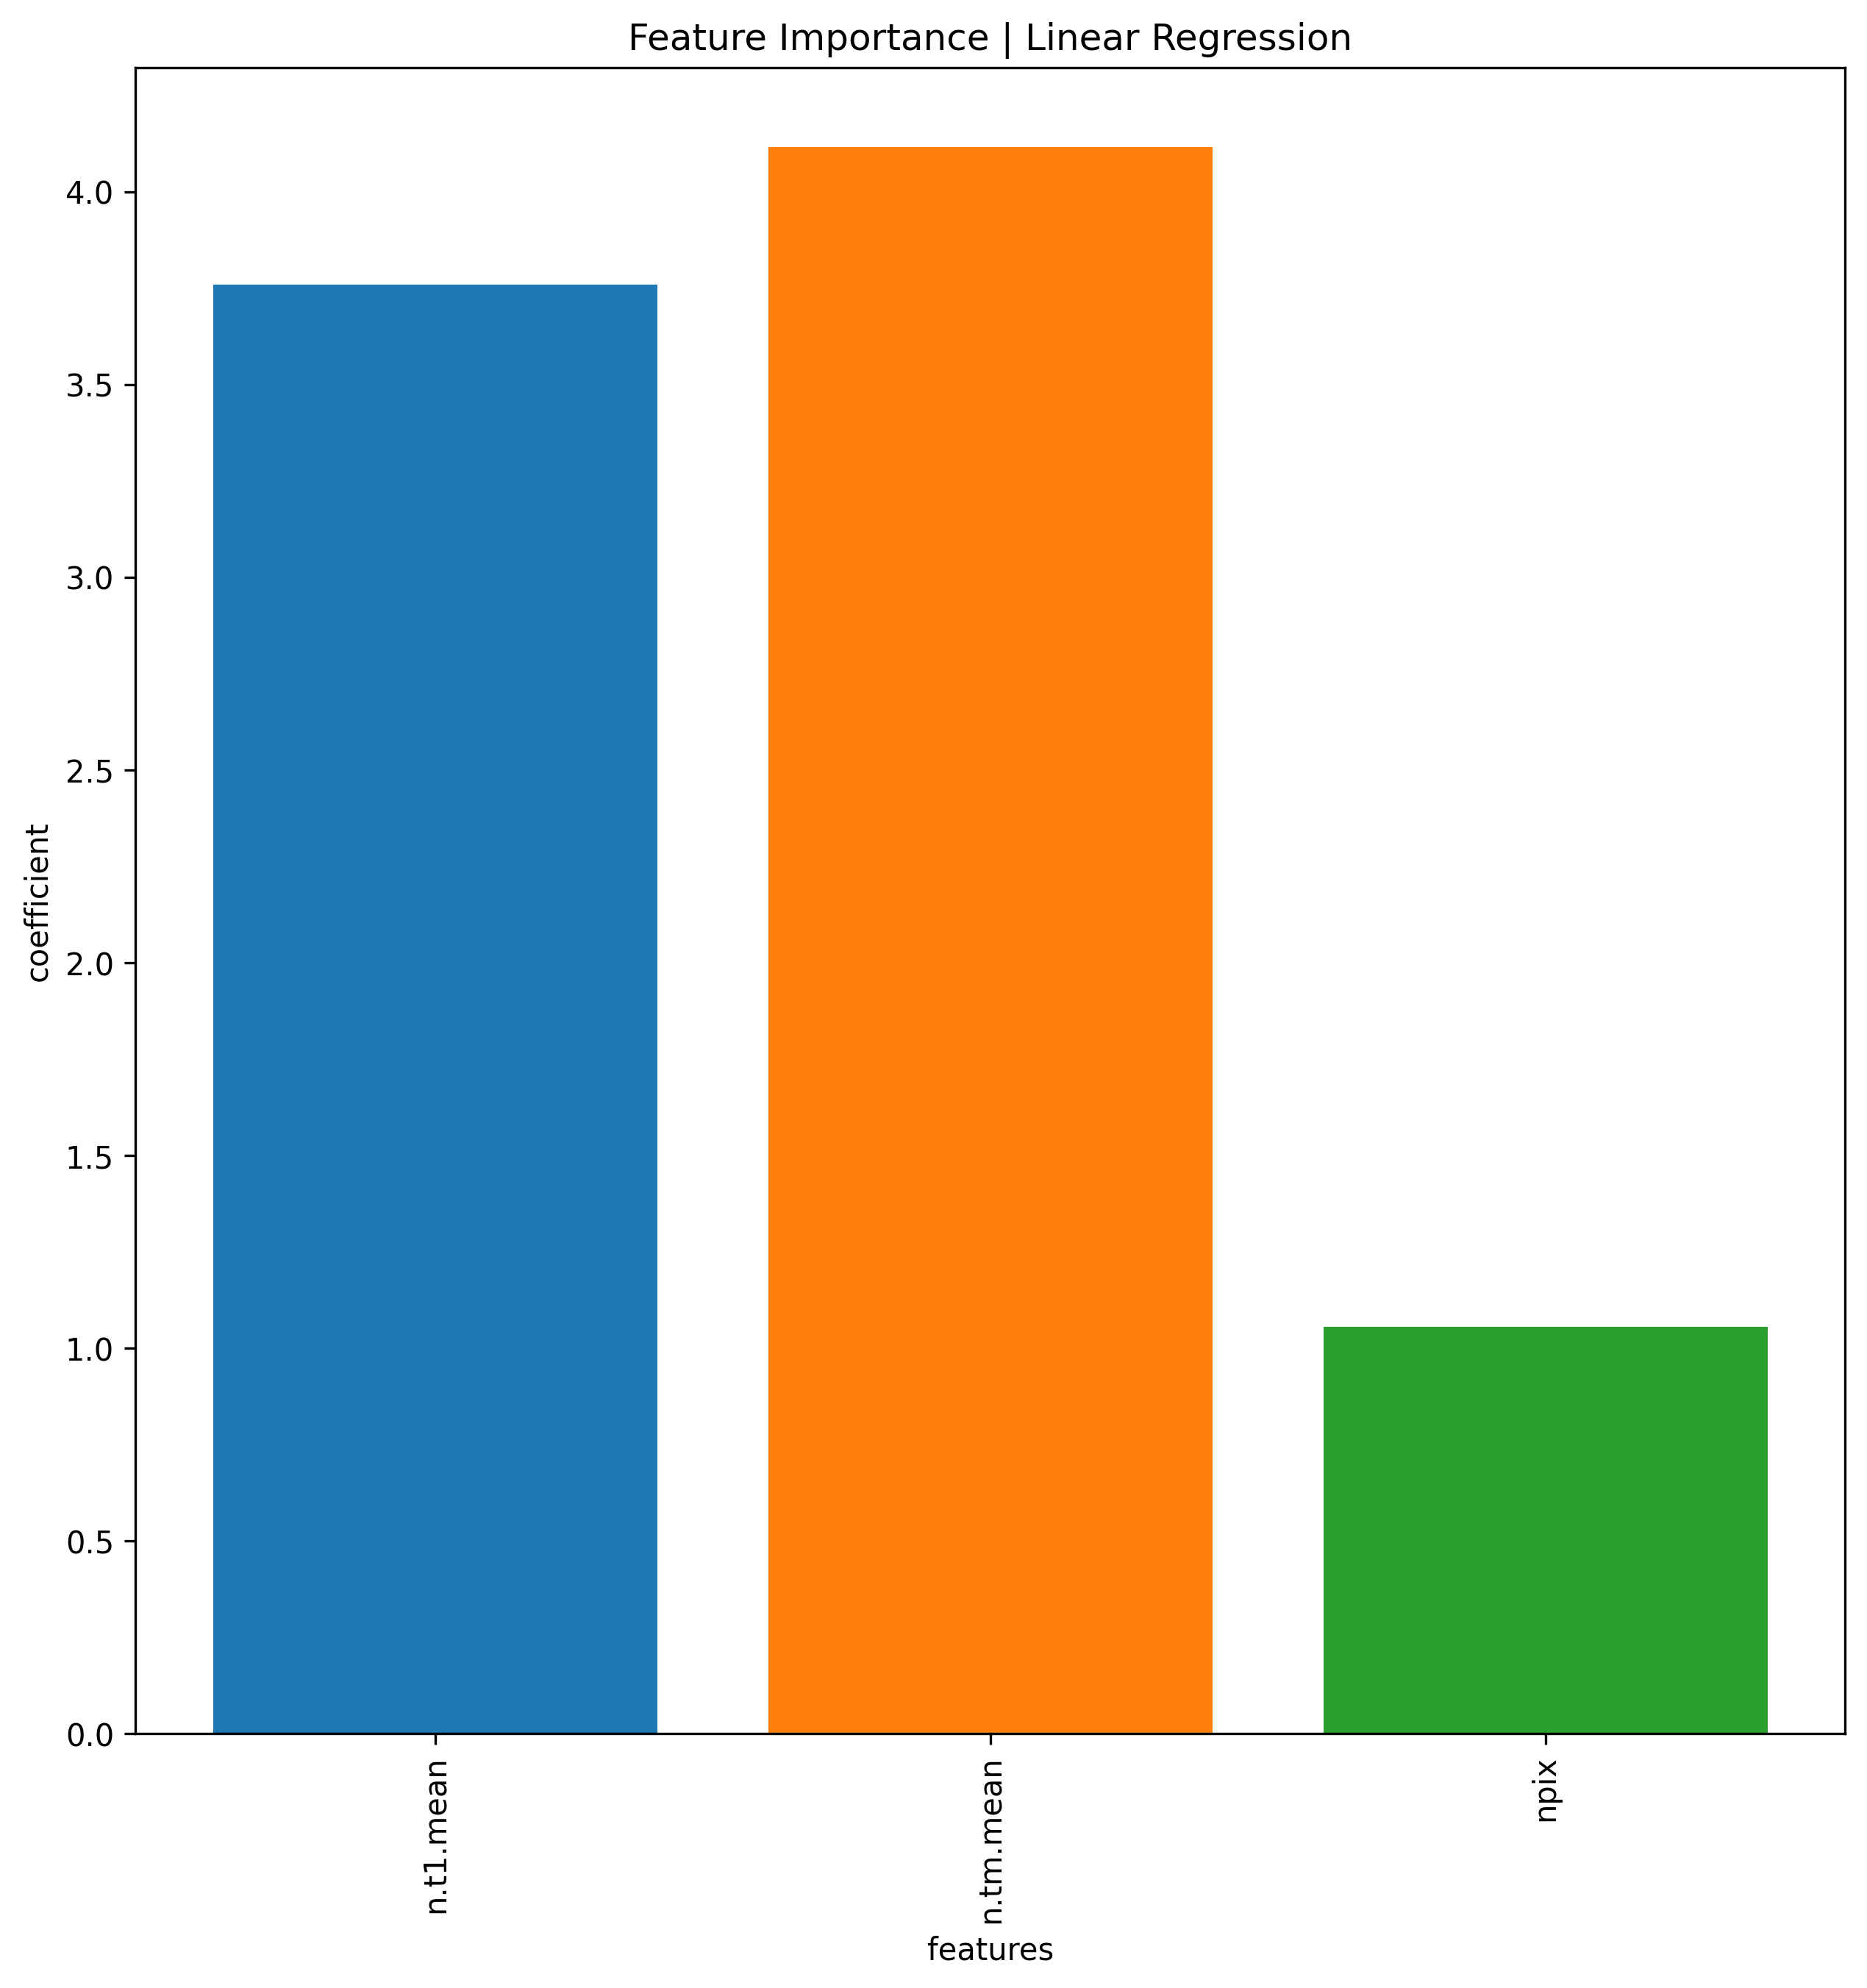 Feature Importance | Linear Regression
coefficient
4.0
3.5
3.0
2.5
2.0
1.5
1.0
0.5
0.0
n.t1.mean
n.tm.mean
npix
features